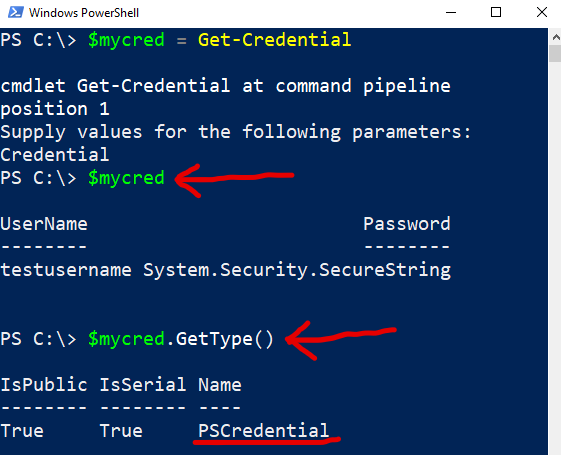 Windows PowerShell
PS C:\> $mycred = Get-Credential
cmdlet Get-Credential at command pipeline
position 1
Supply values for the following parameters:
Credential
PS C:\> $mycred
UserName                     Password
--------                     --------
testusername System.Security.SecureString
PS C:\> $mycred.GetType()
IsPublic IsSerial Name
-------- -------- ----
True     True     PSCredential